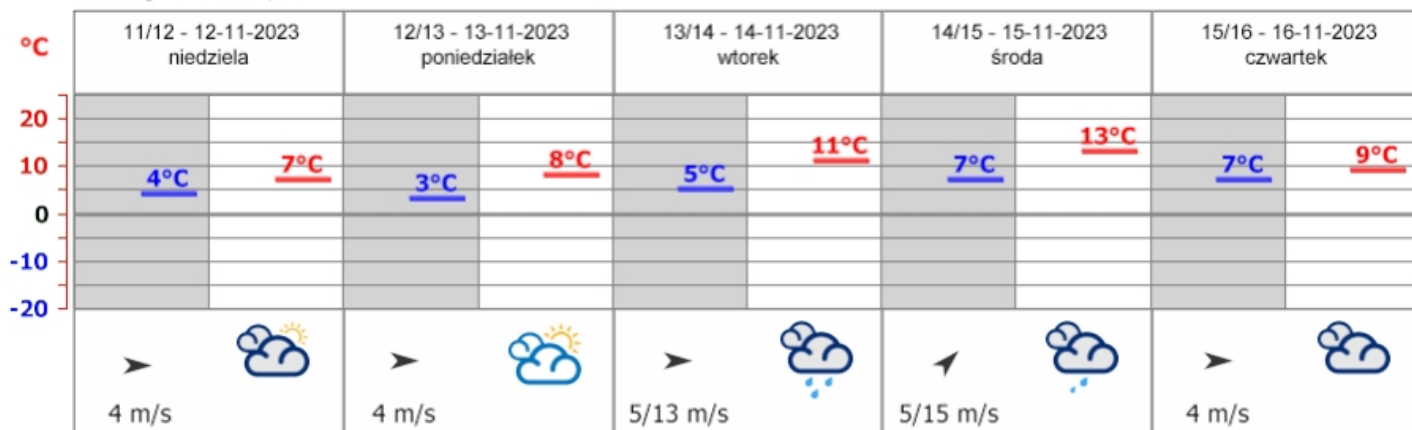 °C
11/12 - 12-11-2023
niedziela
12/13 - 13-11-2023
poniedziałek
13/14 - 14-11-2023
wtorek
14/15 - 15-11-2023
środa
15/16 - 16-11-2023
czwartek
20
10
0
-10
-20
4°C
7°C
3°C
8°C
5°C
11°C
7°C
13°C
7°C
9°C
4 m/s
4 m/s
5/13 m/s
5/15 m/s
4 m/s